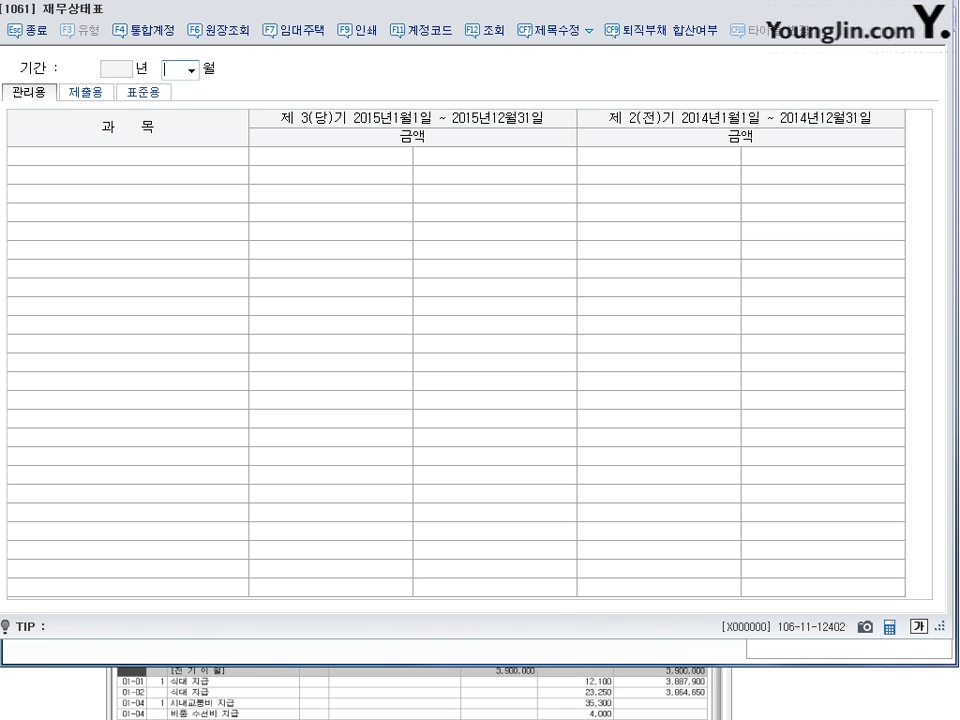 [1061] 재무상태표
Esc 종료 F3 유형 F4 통합계정 F6 원장조회 F7 임대주택 F9 인쇄 F11 계정코드 F12 조회 CF7 제목수정 CF9 퇴직부채 합산여부 CF10
YoungJin.com Y.
기간 : 년 월
관리용 제출용 표준용
과 목 제 3(당)기 2015년1월1일 ~ 2015년12월31일 제 2(전)기 2014년1월1일 ~ 2014년12월31일
금액 금액
TIP : [X000000] 106-11-12402 가
[전 기 이 월] 3,900,000 3,900,000
01-01 1 식대 지급 12,100 3,887,900
01-02 식대 지급 23,250 3,864,650
01-04 1 시내교통비 지급 35,300
01-04 비품 수선비 지급 4,000